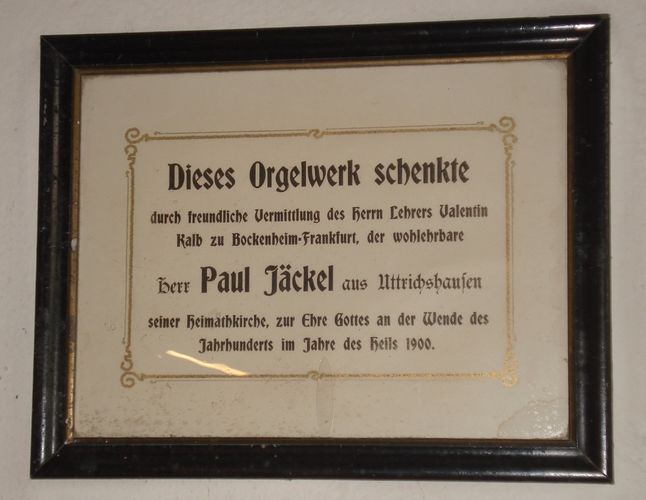 Dieses Orgelwerk schenkte
durch freundliche Vermittlung des Herrn Lehrers Valentin
Kalb zu Bockenheim-Frankfurt, der wohlehrbare
Herr Paul Jäckel aus Uttrichshausen
seiner Heimathkirche, zur Ehre Gottes an der Wende des
Jahrhunderts im Jahre des Heils 1900.